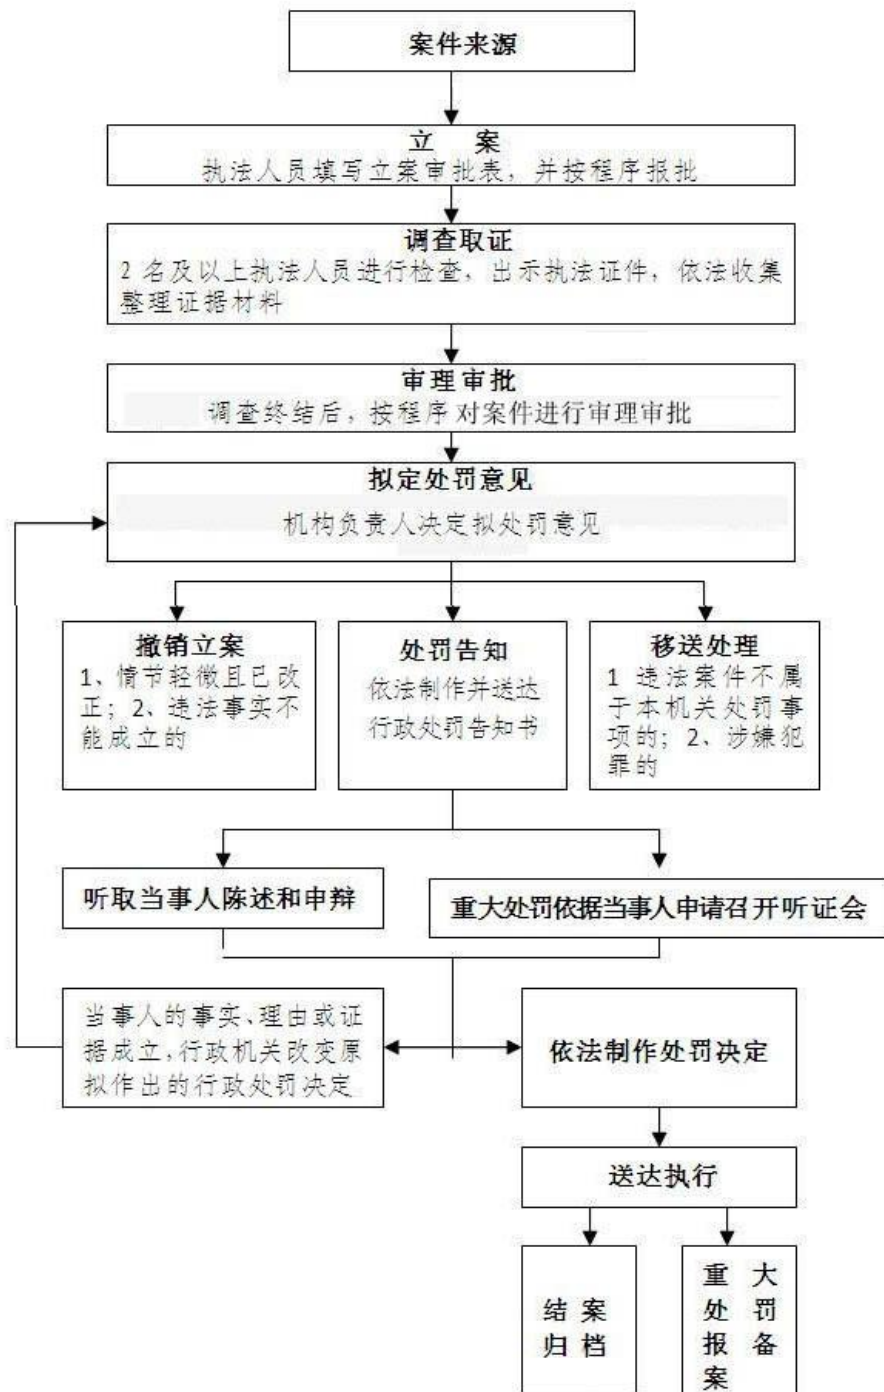 案件来源
立 案
执法人员填写立案审批表，并按程序报批
调查取证
2 名及以上执法人员进行检查，出示执法证件，依法收集
整理证据材料
审理审批
调查终结后，按程序对案件进行审理审批
拟定处罚意见
机构负责人决定拟处罚意见
撤销立案
1、情节轻微且已改
正；2、违法事实不
能成立的
处罚告知
依法制作并送达
行政处罚告知书
移送处理
1 违法案件不属
于本机关处罚事
项的；2、涉嫌犯
罪的
听取当事人陈述和申辩
重大处罚依据当事人申请召开听证会
当事人的事实、理由或证
据成立，行政机关改变原
拟作出的行政处罚决定
依法制作处罚决定
送达执行
结 案
归 档
重 大
处 罚
报 备
案